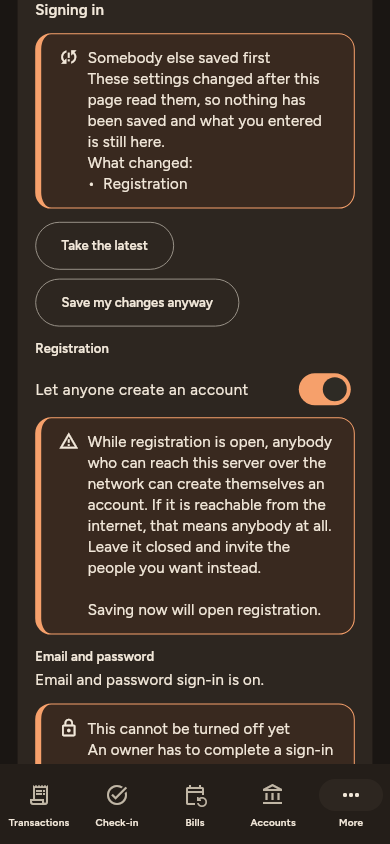 Signing in
Somebody else saved first
These settings changed after this
page read them, so nothing has
been saved and what you entered
is still here.
What changed:
• Registration
Take the latest
Save my changes anyway
Registration
Let anyone create an account
While registration is open, anybody
who can reach this server over the
network can create themselves an
account. If it is reachable from the
internet, that means anybody at all.
Leave it closed and invite the
people you want instead.
Saving now will open registration.
Email and password
Email and password sign-in is on.
This cannot be turned off yet
An owner has to complete a sign-in
Transactions
Check-in
Bills
Accounts
More